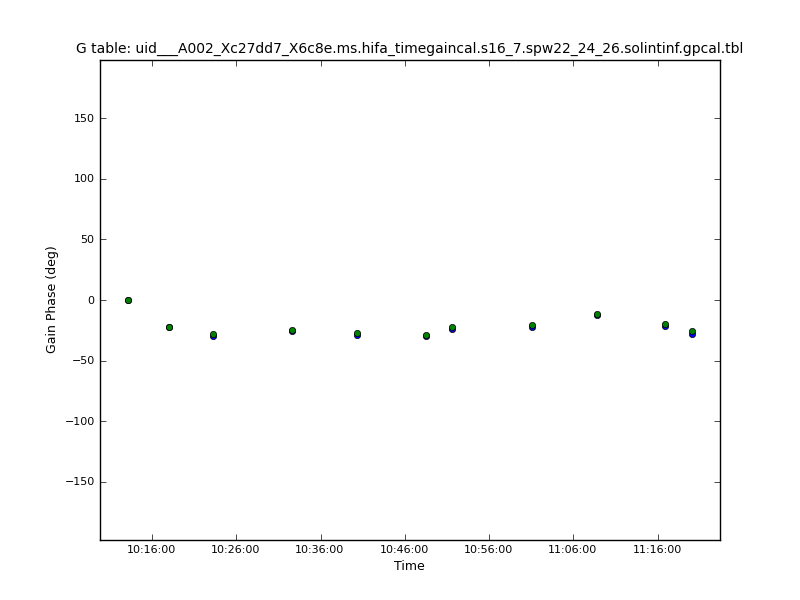 G table: uid___A002_Xc27dd7_X6c8e.ms.hifa_timegaincal.s16_7.spw22_24_26.solintinf.gpcal.tbl
150
100
50
0
−50
−100
−150
Gain Phase (deg)
10:16:00 10:26:00 10:36:00 10:46:00 10:56:00 11:06:00 11:16:00
Time